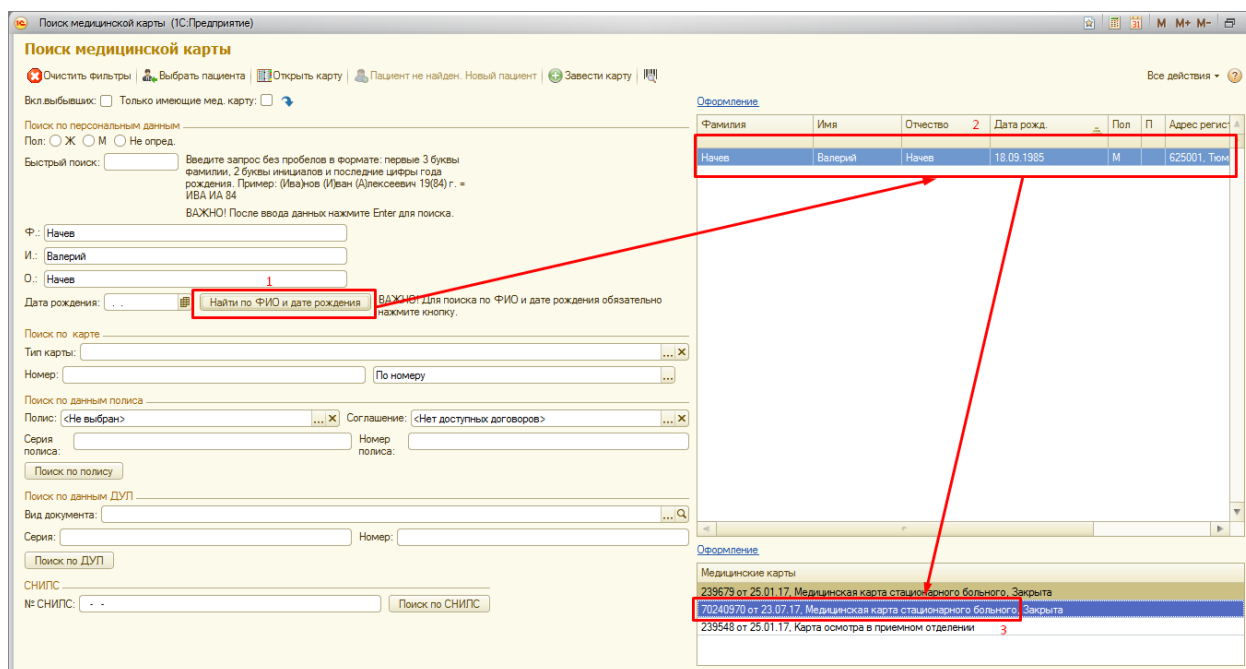 Поиск медицинской карты (1С:Предприятие)
31 M M+ M-
Поиск медицинской карты
Очистить фильтры Выбрать пациента Открыть карту Пациент не найден. Новый пациент Завести карту
Все действия
Вкл.выбывших: Только имеющие мед. карту:
Поиск по персональным данным
Пол: Ж М Не опред.
Быстрый поиск:
Введите запрос без пробелов в формате: первые 3 буквы
фамилии, 2 буквы инициалов и последние цифры года
рождения. Пример: (Ива)нов (И)ван (А)лексеевич 19(84) г. =
ИВА ИА 84
ВАЖНО! После ввода данных нажмите Enter для поиска.
Ф.: Начев
И.: Валерий
О.: Начев
1
Дата рождения: . . Найти по ФИО и дате рождения
ВАЖНО! Для поиска по ФИО и дате рождения обязательно
нажмите кнопку.
Поиск по карте
Тип карты:
Номер: По номеру
Поиск по данным полиса
Полис: <Не выбран> Соглашение: <Нет доступных договоров>
Серия полиса:
Номер полиса:
Поиск по полису
Поиск по данным ДУЛ
Вид документа:
Серия: Номер:
Поиск по ДУЛ
СНИЛС
№ СНИЛС: - - Поиск по СНИЛС
Оформление
Фамилия Имя Отчество 2 Дата рожд. Пол П Адрес регист
Начев Валерий Начев 18.09.1985 М 625001, Тюм
Оформление
Медицинские карты
239679 от 25.01.17, Медицинская карта стационарного больного, Закрыта
70240970 от 23.07.17, Медицинская карта стационарного больного, Закрыта
239548 от 25.01.17, Карта осмотра в приемном отделении
3